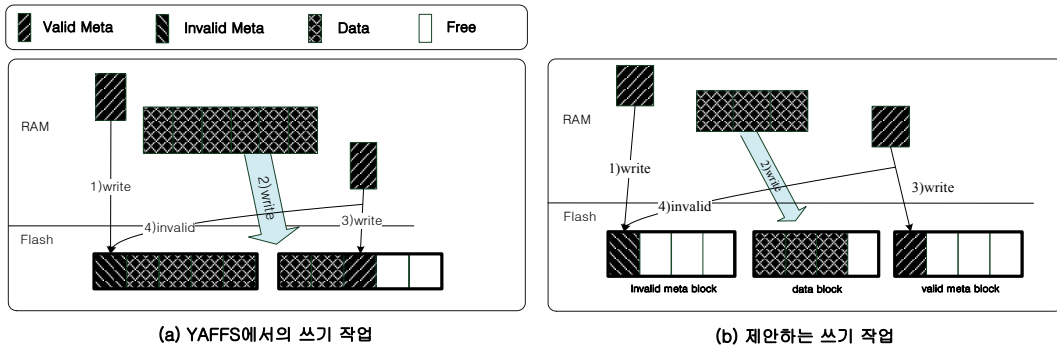 Valid Meta
Invalid Meta
Data
Free
RAM
1)write
2)write
3)write
4)invalid
Flash
(a) YAFFS에서의 쓰기 작업
RAM
1)write
2)write
3)write
4)invalid
Flash
Invalid meta block
data block
valid meta block
(b) 제안하는 쓰기 작업